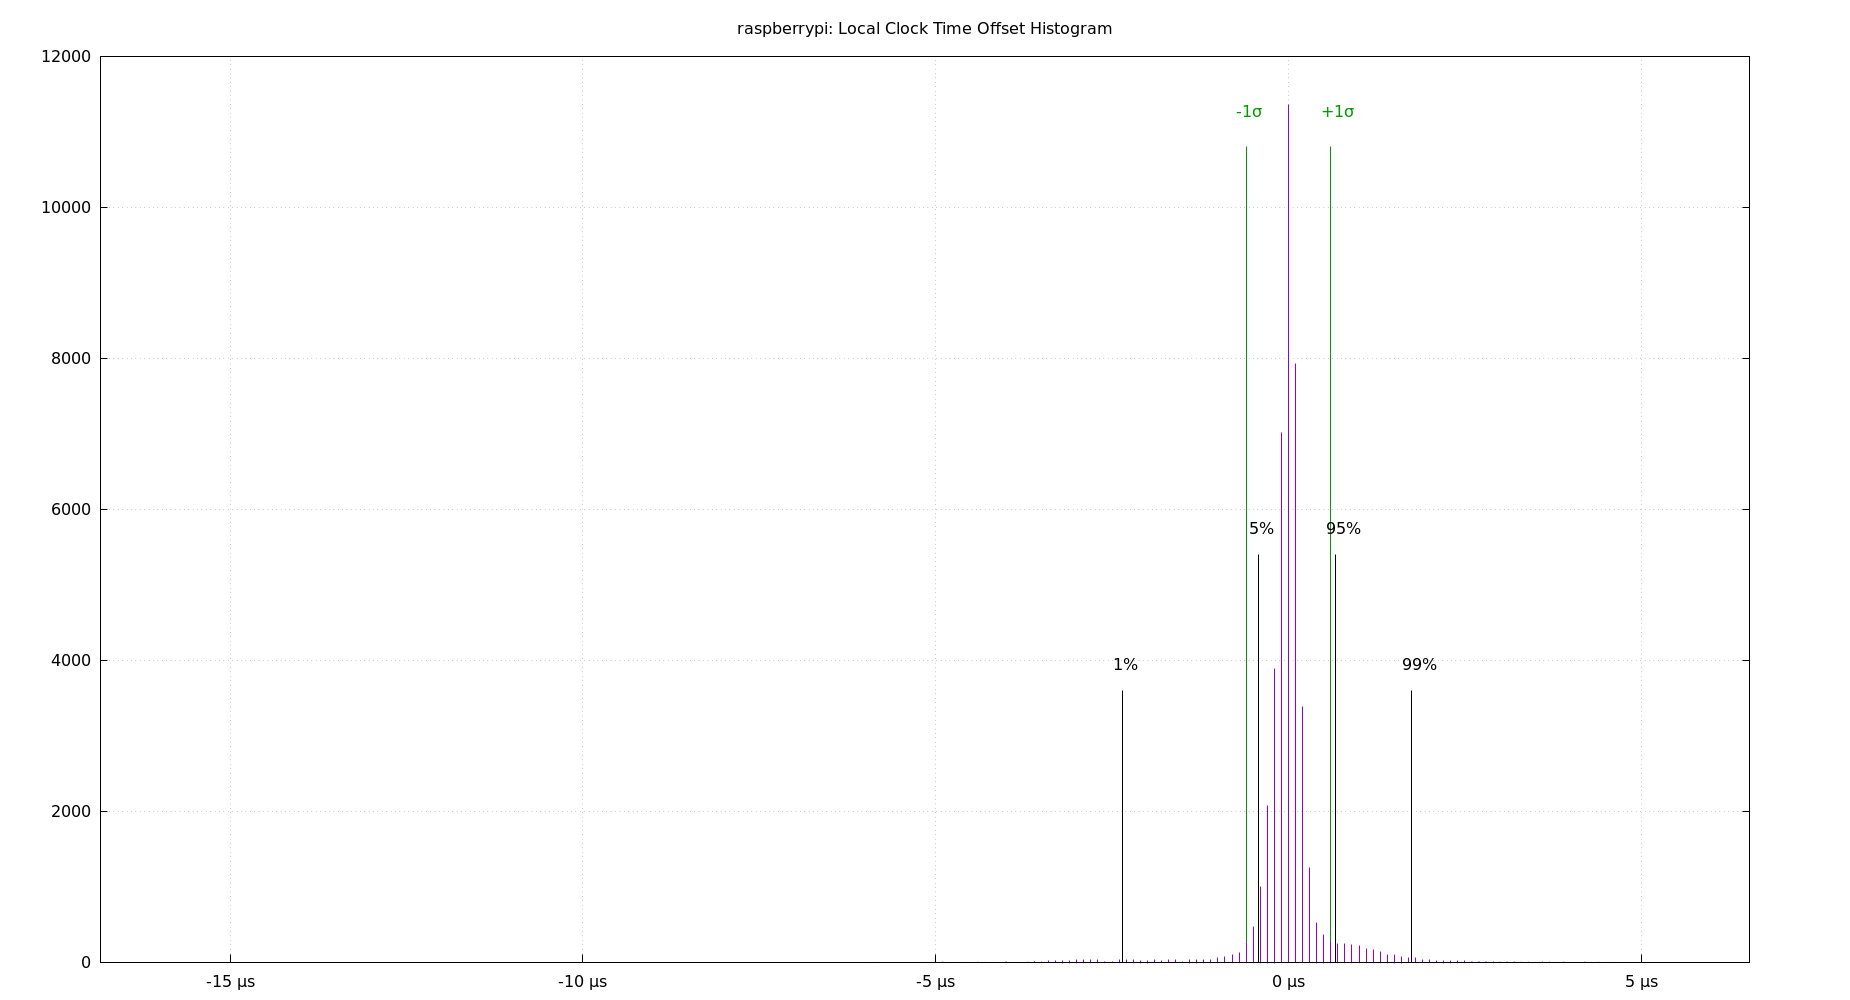 raspberrypi: Local Clock Time Offset Histogram
12000
-1σ
+1σ
10000
8000
6000
5%
95%
4000
1%
99%
2000
0
-15 µs
-10 µs
-5 µs
0 µs
5 µs